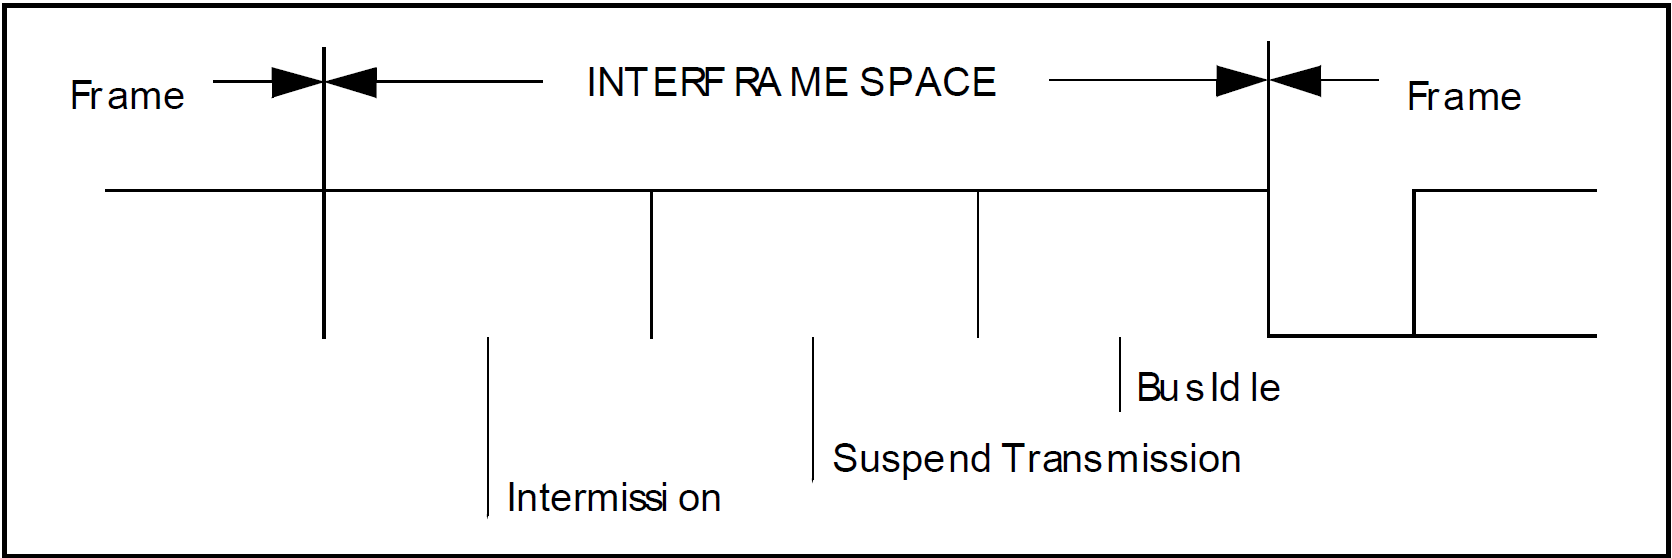 Frame INTERFRAME SPACE Frame
Bus Idle
Suspend Transmission
Intermission